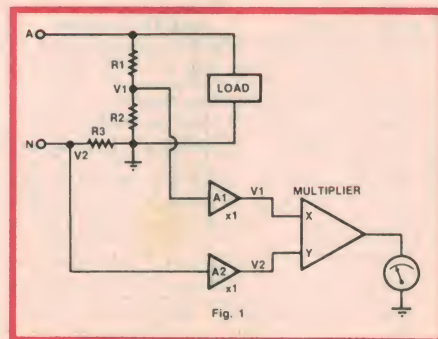 A
R1
LOAD
V1
R2
N
R3
V2
A1
V1
MULTIPLIER
x1
X
A2
V2
Y
x1
Fig. 1